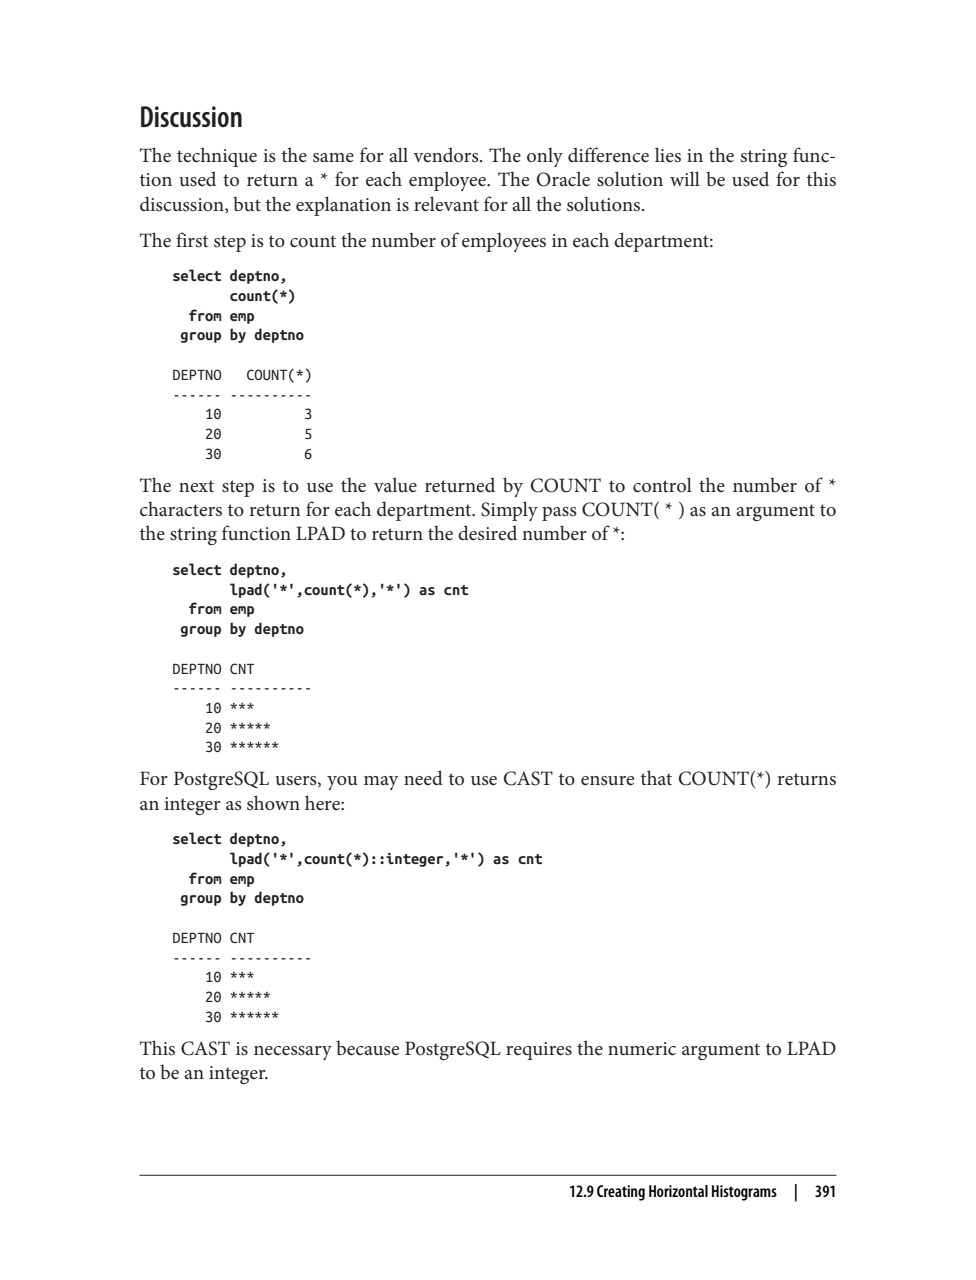 Discussion
The technique is the same for all vendors. The only difference lies in the string func-
tion used to return a * for each employee. The Oracle solution will be used for this
discussion, but the explanation is relevant for all the solutions.
The first step is to count the number of employees in each department:
select deptno,
       count(*)
  from emp
 group by deptno
DEPTNO   COUNT(*)
------ ----------
    10          3
    20          5
    30          6
The next step is to use the value returned by COUNT to control the number of *
characters to return for each department. Simply pass COUNT( * ) as an argument to
the string function LPAD to return the desired number of *:
select deptno,
       lpad('*',count(*),'*') as cnt
  from emp
 group by deptno
DEPTNO CNT
------ ----------
    10 ***
    20 *****
    30 ******
For PostgreSQL users, you may need to use CAST to ensure that COUNT(*) returns
an integer as shown here:
select deptno,
       lpad('*',count(*)::integer,'*') as cnt
  from emp
 group by deptno
DEPTNO CNT
------ ----------
    10 ***
    20 *****
    30 ******
This CAST is necessary because PostgreSQL requires the numeric argument to LPAD
to be an integer.
12.9 Creating Horizontal Histograms | 391